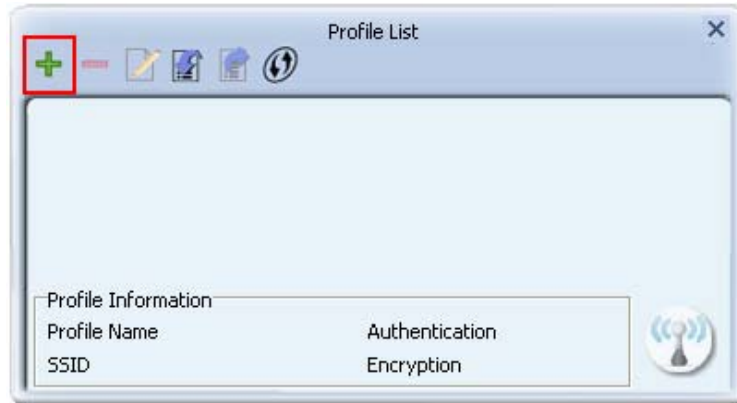 Profile List
Profile Information
Profile Name Authentication
SSID Encryption